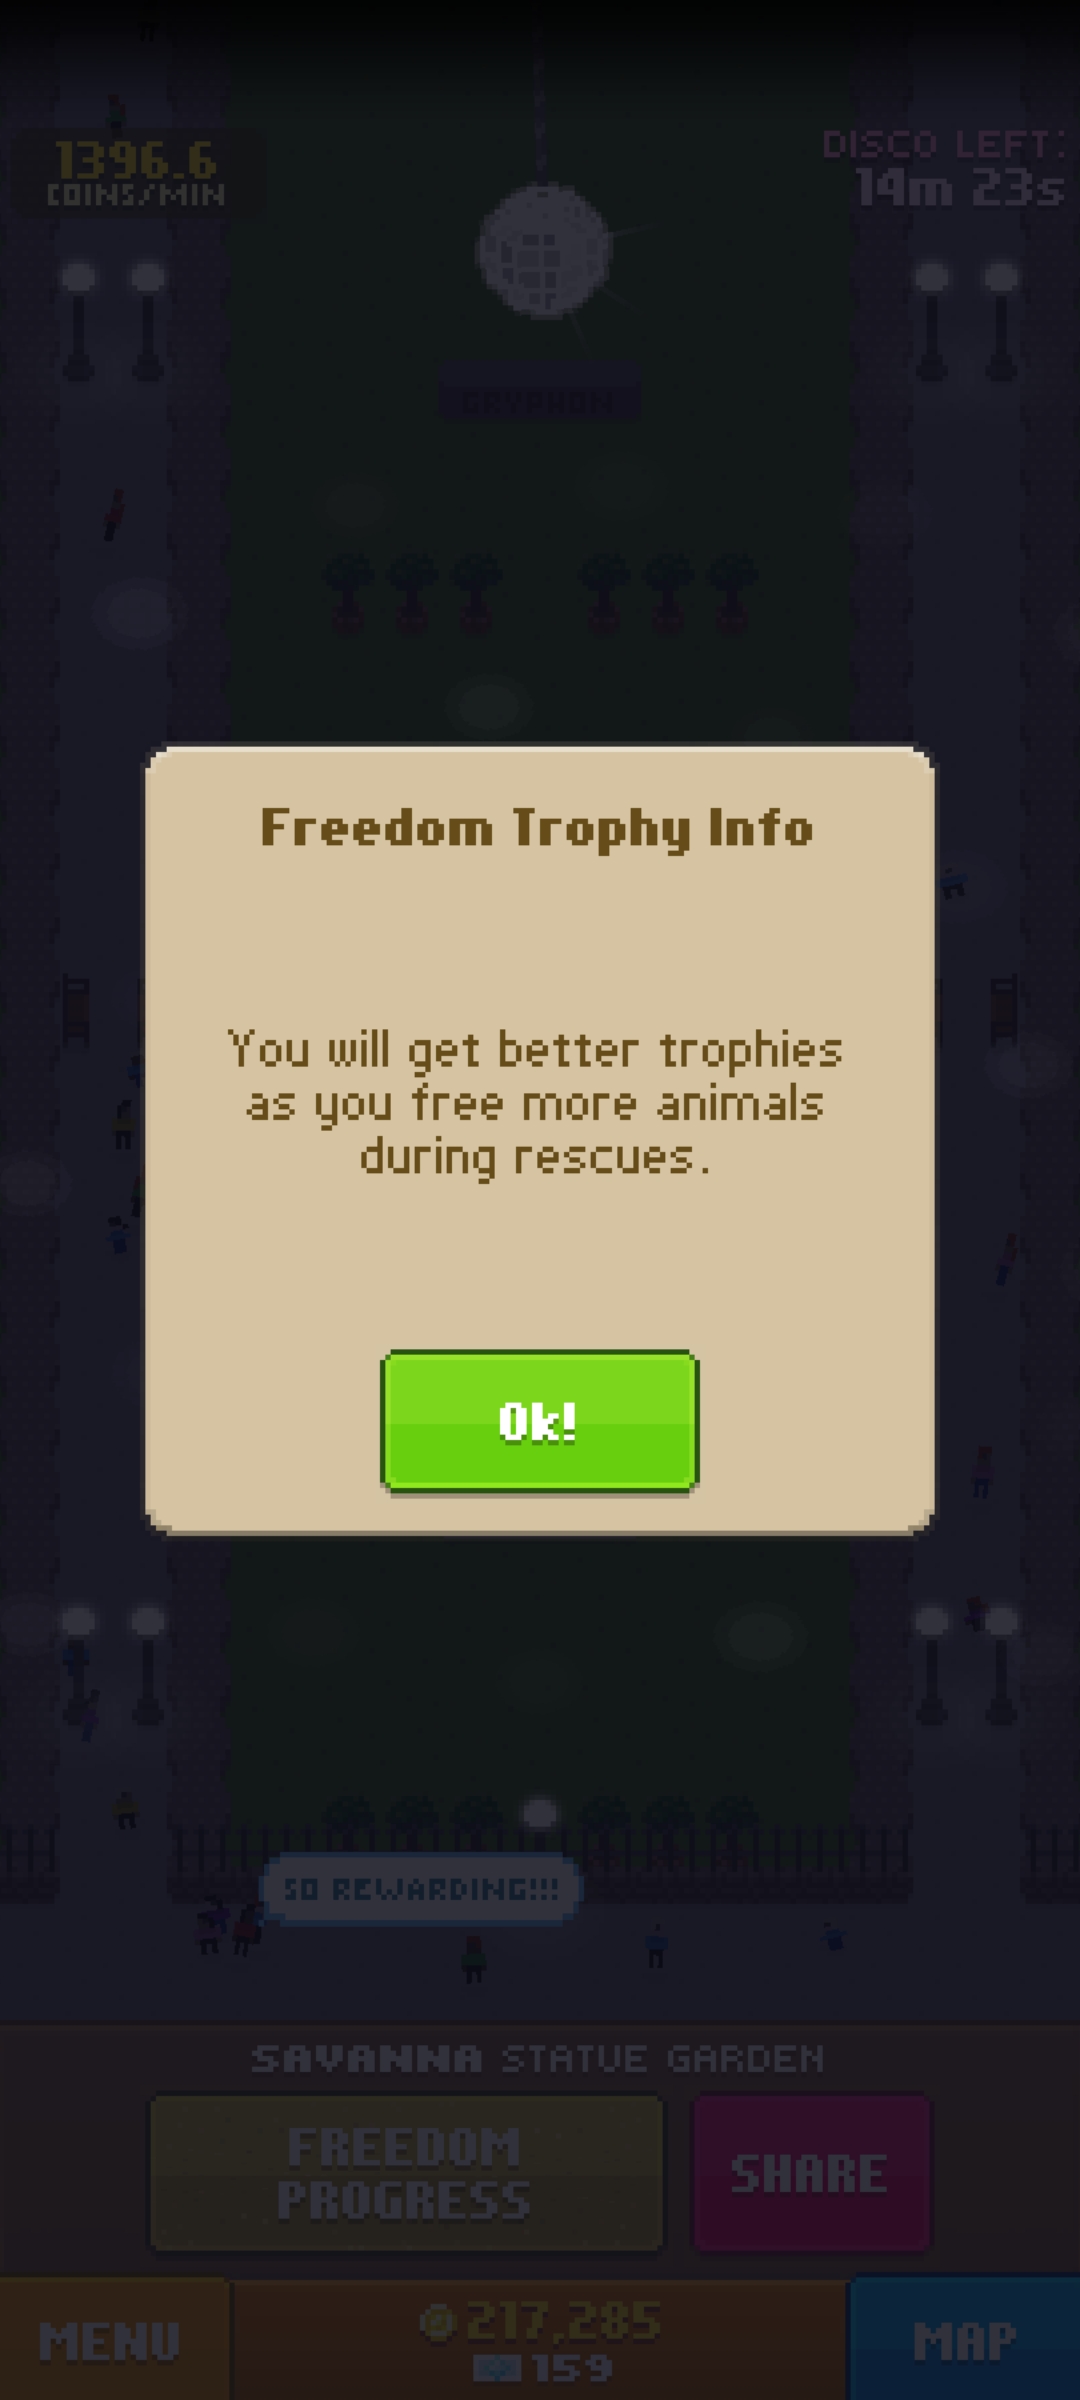 1396.6
COINS/MIN
DISCO LEFT:
14m 23s
GRYPHON
Freedom Trophy Info
You will get better trophies
as you free more animals
during rescues.
Ok!
SO REWARDING!!!
SAVANNA STATUE GARDEN
FREEDOM
PROGRESS
SHARE
MENU
217,285
159
MAP